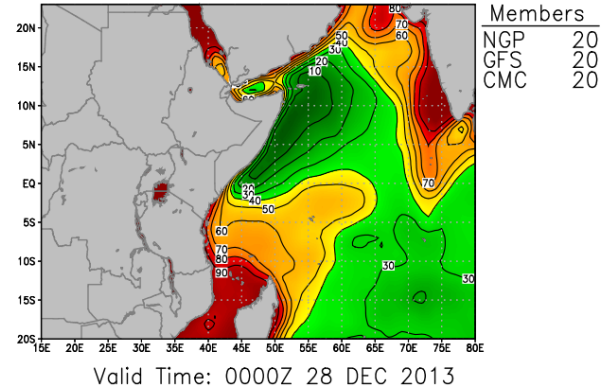 Members
NGP 20
GFS 20
CMC 20
20N
15N
10N
5N
EQ
5S
10S
15S
20S
15E 20E 25E 30E 35E 40E 45E 50E 55E 60E 65E 70E 75E 80E
80
70
60
50
40
30
20
10
70
20
30
40
50
60
70
80
90
30
30
Valid Time: 0000Z 28 DEC 2013